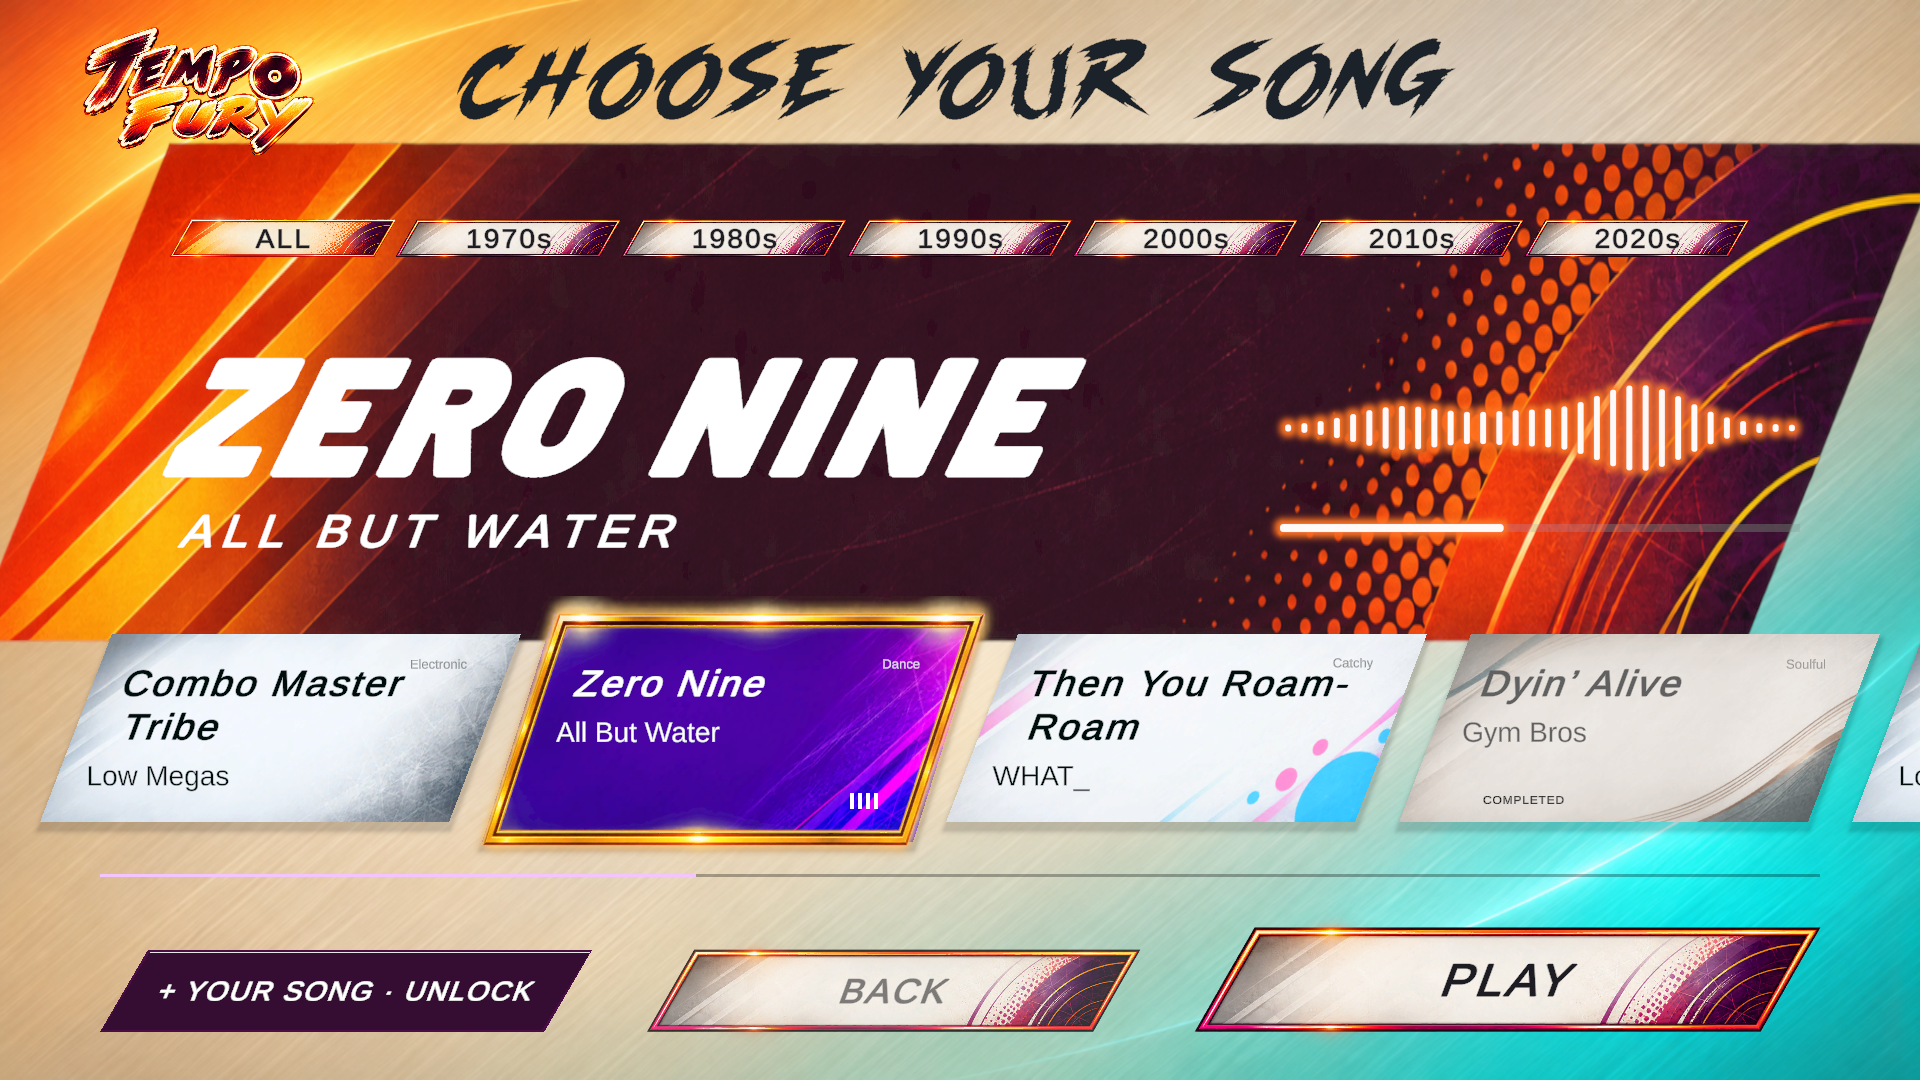 TEMPO
FURY
CHOOSE YOUR SONG
ALL
1970s
1980s
1990s
2000s
2010s
2020s
ZERO NINE
ALL BUT WATER
Combo Master
Tribe
Electronic
Low Megas
Zero Nine
Dance
All But Water
Then You Roam-
Roam
Catchy
WHAT_
Dyin' Alive
Soulful
Gym Bros
COMPLETED
+ YOUR SONG · UNLOCK
BACK
PLAY